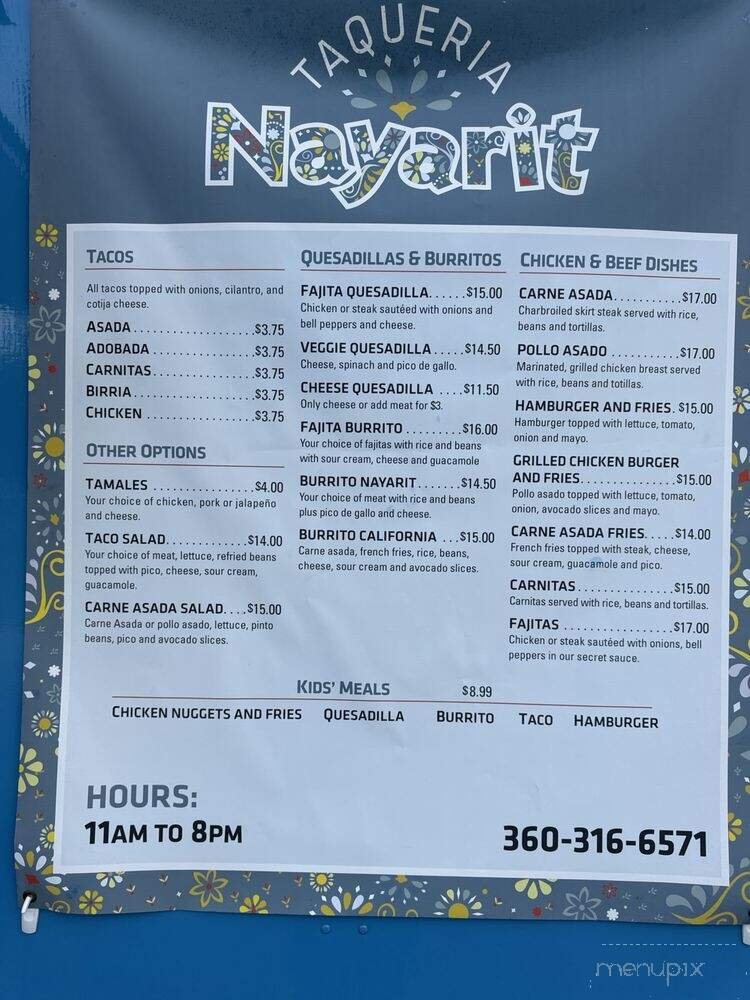 TAQUERIA
Nayarit
TACOS
All tacos topped with onions, cilantro, and
cotija cheese.
ASADA...................$3.75
ADOBADA.................$3.75
CARNITAS................$3.75
BIRRIA..................$3.75
CHICKEN.................$3.75
OTHER OPTIONS
TAMALES.................$4.00
Your choice of chicken, pork or jalapeño
and cheese.
TACO SALAD.............$14.00
Your choice of meat, lettuce, refried beans
topped with pico, cheese, sour cream,
guacamole.
CARNE ASADA SALAD....$15.00
Carne Asada or pollo asado, lettuce, pinto
beans, pico and avocado slices.
QUESADILLAS & BURRITOS
FAJITA QUESADILLA......$15.00
Chicken or steak sautéed with onions and
bell peppers and cheese.
VEGGIE QUESADILLA.....$14.50
Cheese, spinach and pico de gallo.
CHEESE QUESADILLA ....$11.50
Only cheese or add meat for $3.
FAJITA BURRITO.........$16.00
Your choice of fajitas with rice and beans
with sour cream, cheese and guacamole
BURRITO NAYARIT.......$14.50
Your choice of meat with rice and beans
plus pico de gallo and cheese.
BURRITO CALIFORNIA ...$15.00
Carne asada, french fries, rice, beans,
cheese, sour cream and avocado slices.
CHICKEN & BEEF DISHES
CARNE ASADA..........$17.00
Charbroiled skirt steak served with rice,
beans and tortillas.
POLLO ASADO ..........$17.00
Marinated, grilled chicken breast served
with rice, beans and totillas.
HAMBURGER AND FRIES. $15.00
Hamburger topped with lettuce, tomato,
onion and mayo.
GRILLED CHICKEN BURGER
AND FRIES..............$15.00
Pollo asado topped with lettuce, tomato,
onion, avocado slices and mayo.
CARNE ASADA FRIES.....$14.00
French fries topped with steak, cheese,
sour cream, guacamole and pico.
CARNITAS...............$15.00
Carnitas served with rice, beans and tortillas.
FAJITAS.................$17.00
Chicken or steak sautéed with onions, bell
peppers in our secret sauce.
KIDS' MEALS $8.99
CHICKEN NUGGETS AND FRIES QUESADILLA BURRITO TACO HAMBURGER
HOURS:
11AM TO 8PM
360-316-6571
menupix